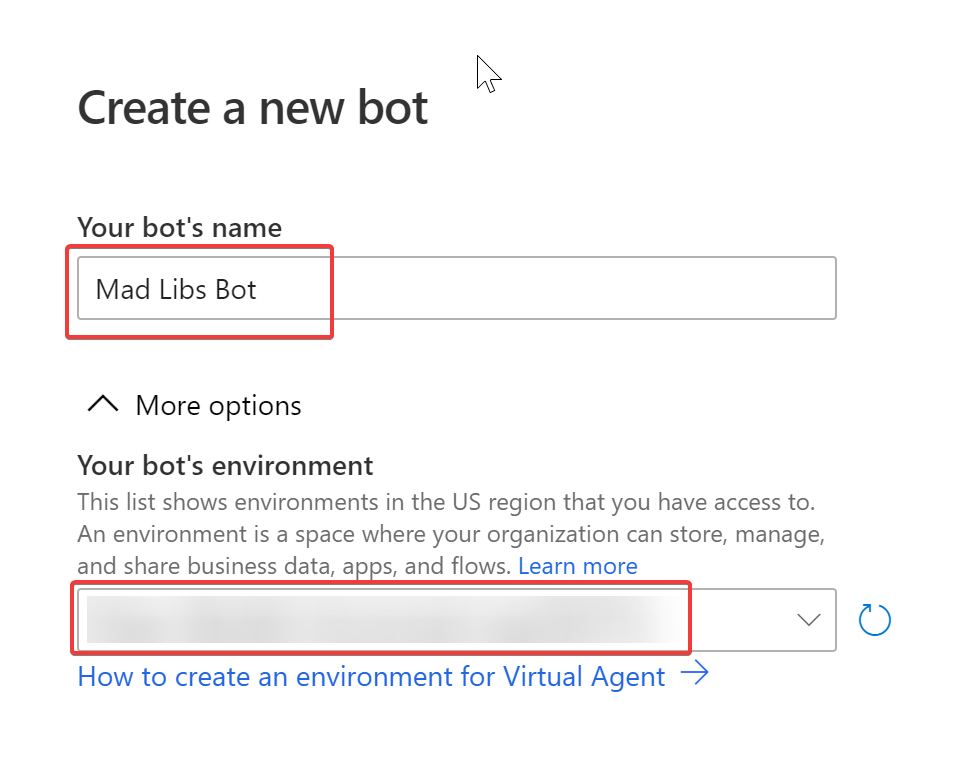 Create a new bot
Your bot's name
Mad Libs Bot
More options
Your bot's environment
This list shows environments in the US region that you have access to.
An environment is a space where your organization can store, manage,
and share business data, apps, and flows. Learn more
How to create an environment for Virtual Agent